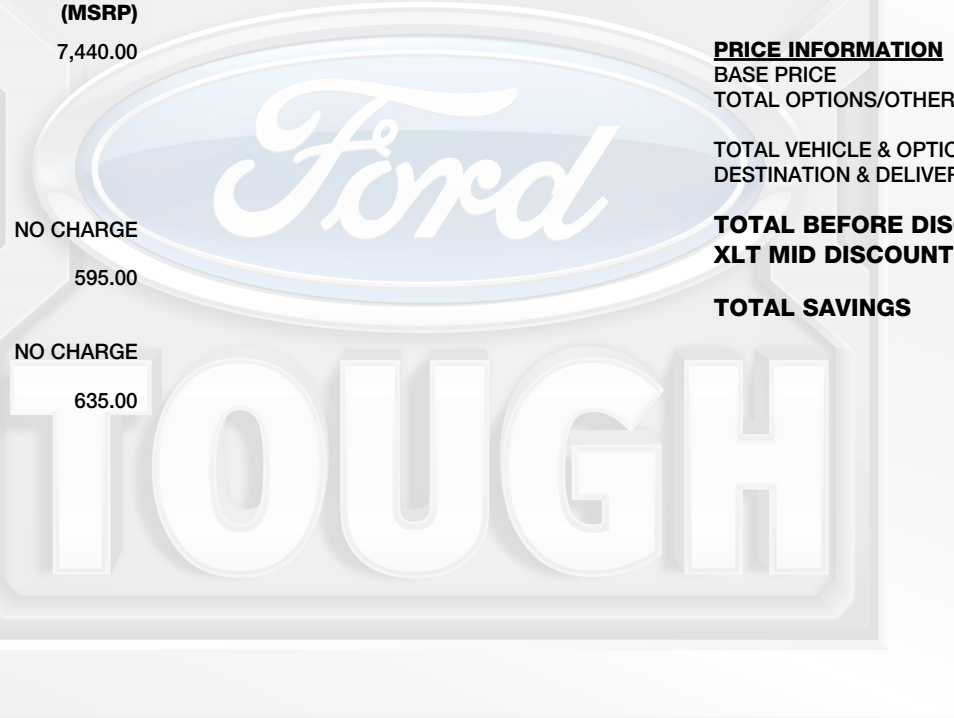 (MSRP)
7,440.00
NO CHARGE
595.00
NO CHARGE
635.00
PRICE INFORMATION
BASE PRICE
TOTAL OPTIONS/OTHER
TOTAL VEHICLE & OPTIO
DESTINATION & DELIVER
TOTAL BEFORE DIS
XLT MID DISCOUNT
TOTAL SAVINGS
Ford
TOUGH